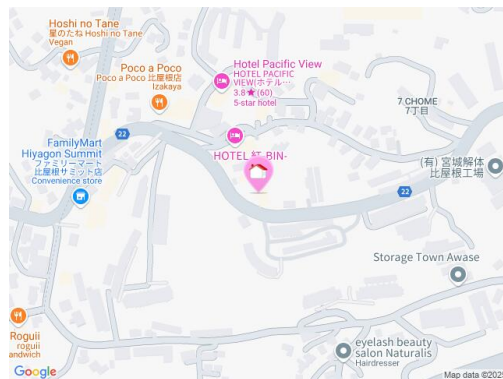 Hoshi no Tane
星のたね Hoshi no Tane
Vegan
Poco a Poco
Poco a Poco 比屋根店
Izakaya
Hotel Pacific View
HOTEL PACIFIC
VIEW(ホテル…
3.8★(60)
5-star hotel
7 CHOME
7丁目
22
FamilyMart
Hiyagon Summit
ファミリーマート
比屋根サミット店
Convenience store
HOTEL 紅-BIN-
(有) 宮城解体
比屋根工場
22
Storage Town Awase
Roguii
roguii
andwich
eyelash beauty
salon Naturalis
Hairdresser
Google
Map data ©202